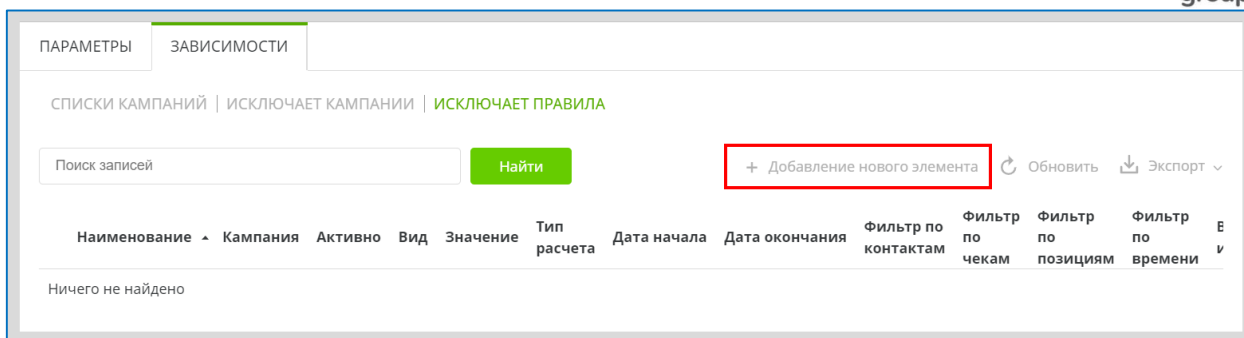 group
ПАРАМЕТРЫ ЗАВИСИМОСТИ
СПИСКИ КАМПАНИЙ | ИСКЛЮЧАЕТ КАМПАНИИ | ИСКЛЮЧАЕТ ПРАВИЛА
Поиск записей Найти + Добавление нового элемента Обновить Экспорт
Наименование Кампания Активно Вид Значение Тип расчета Дата начала Дата окончания Фильтр по контактам Фильтр по чекам Фильтр по позициям Фильтр по времени
Ничего не найдено